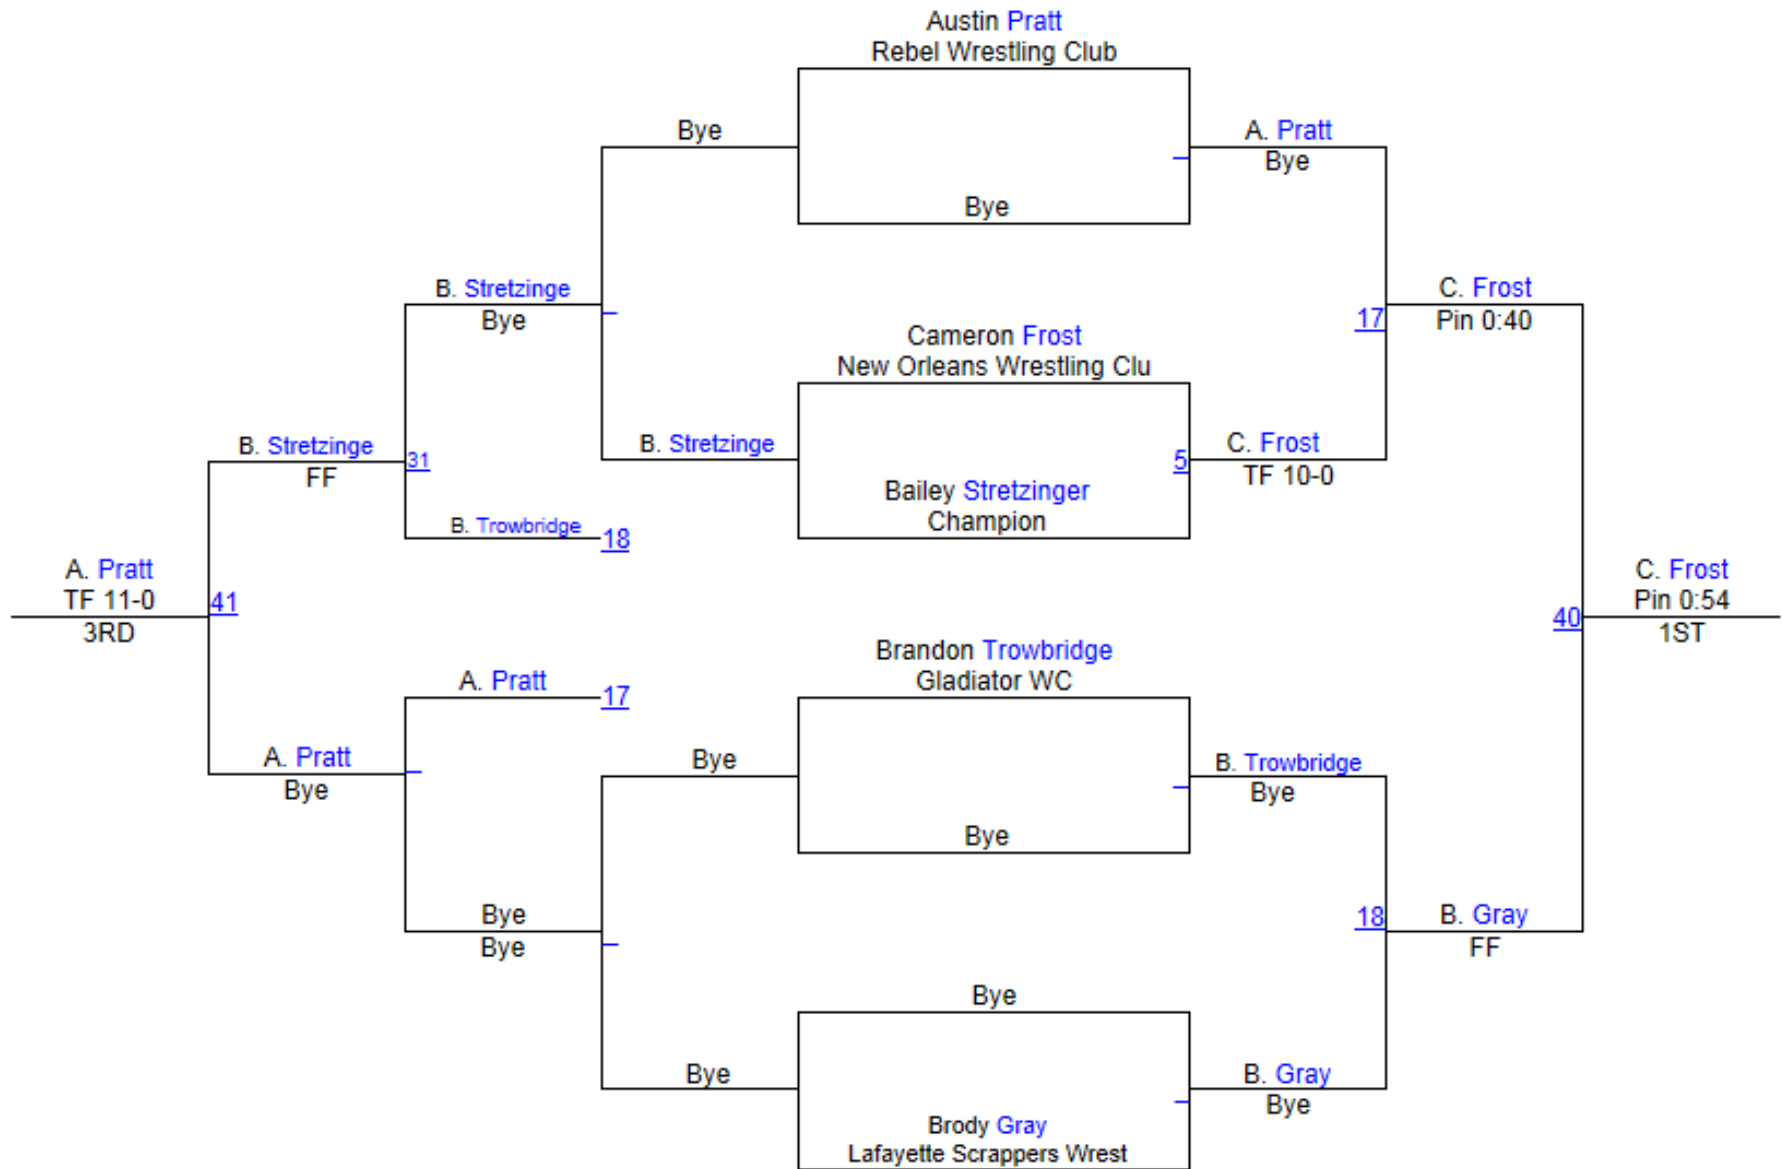 Austin Pratt
Rebel Wrestling Club
Bye
A. Pratt
Bye
Bye
B. Stretzinge
Bye
C. Frost
Pin 0:40
17
Cameron Frost
New Orleans Wrestling Clu
B. Stretzinge
FF
31
B. Stretzinge
5
C. Frost
TF 10-0
Bailey Stretzinger
Champion
B. Trowbridge
18
A. Pratt
TF 11-0
3RD
41
C. Frost
Pin 0:54
1ST
40
Brandon Trowbridge
Gladiator WC
A. Pratt
17
A. Pratt
Bye
Bye
B. Trowbridge
Bye
Bye
Bye
Bye
18
B. Gray
FF
Bye
Bye
B. Gray
Bye
Brody Gray
Lafayette Scrappers Wrest